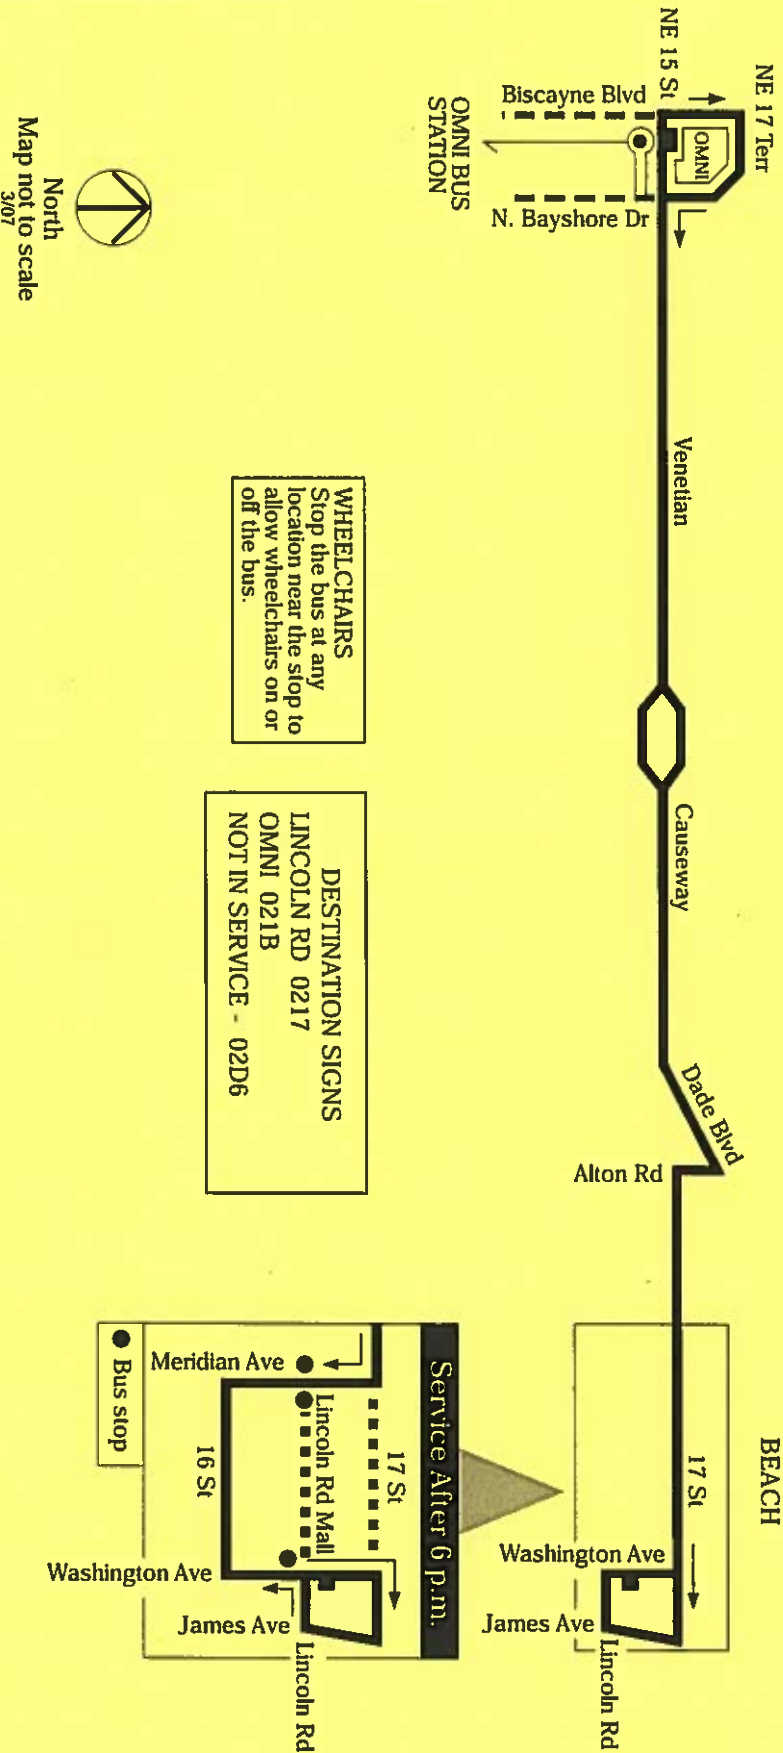 NE 17 Terr
NE 15 St
OMNI
Biscayne Blvd
N. Bayshore Dr
OMNI BUS
STATION
Venetian
Causeway
Dade Blvd
Alton Rd
BEACH
17 St
Washington Ave
James Ave
Lincoln Rd
Service After 6 p.m.
17 St
Lincoln Rd Mall
Meridian Ave
16 St
Washington Ave
James Ave
Lincoln Rd
Bus stop
WHEELCHAIRS
Stop the bus at any
location near the stop to
allow wheelchairs on or
off the bus.
DESTINATION SIGNS
LINCOLN RD 0217
OMNI 021B
NOT IN SERVICE - 02D6
North
Map not to scale
3/07